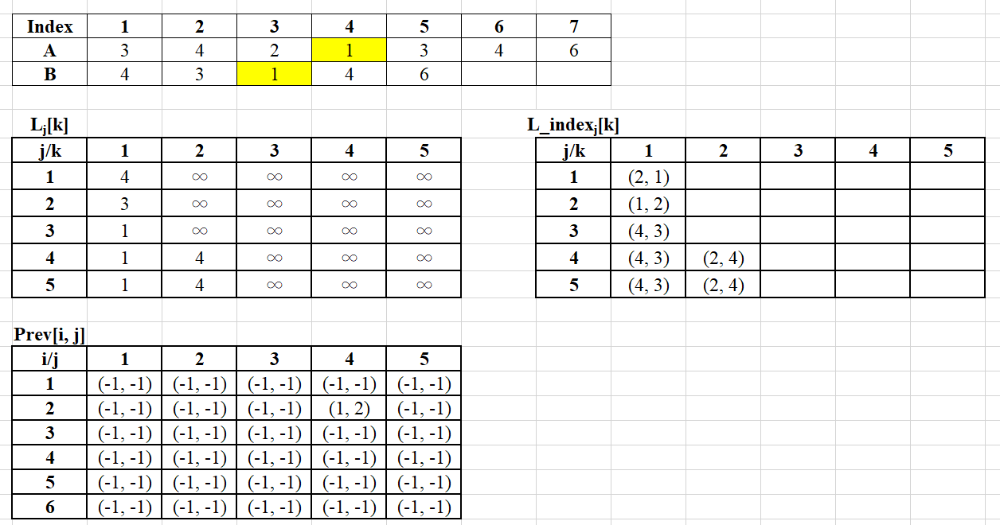 Index 1 2 3 4 5 6 7
A 3 4 2 1 3 4 6
B 4 3 1 4 6
Lj[k] L_indexj[k]
j/k 1 2 3 4 5 j/k 1 2 3 4 5
1 4 ∞ ∞ ∞ ∞ 1 (2, 1)
2 3 ∞ ∞ ∞ ∞ 2 (1, 2)
3 1 ∞ ∞ ∞ ∞ 3 (4, 3)
4 1 4 ∞ ∞ ∞ 4 (4, 3) (2, 4)
5 1 4 ∞ ∞ ∞ 5 (4, 3) (2, 4)
Prev[i, j]
i/j 1 2 3 4 5
1 (-1, -1) (-1, -1) (-1, -1) (-1, -1) (-1, -1)
2 (-1, -1) (-1, -1) (-1, -1) (1, 2) (-1, -1)
3 (-1, -1) (-1, -1) (-1, -1) (-1, -1) (-1, -1)
4 (-1, -1) (-1, -1) (-1, -1) (-1, -1) (-1, -1)
5 (-1, -1) (-1, -1) (-1, -1) (-1, -1) (-1, -1)
6 (-1, -1) (-1, -1) (-1, -1) (-1, -1) (-1, -1)